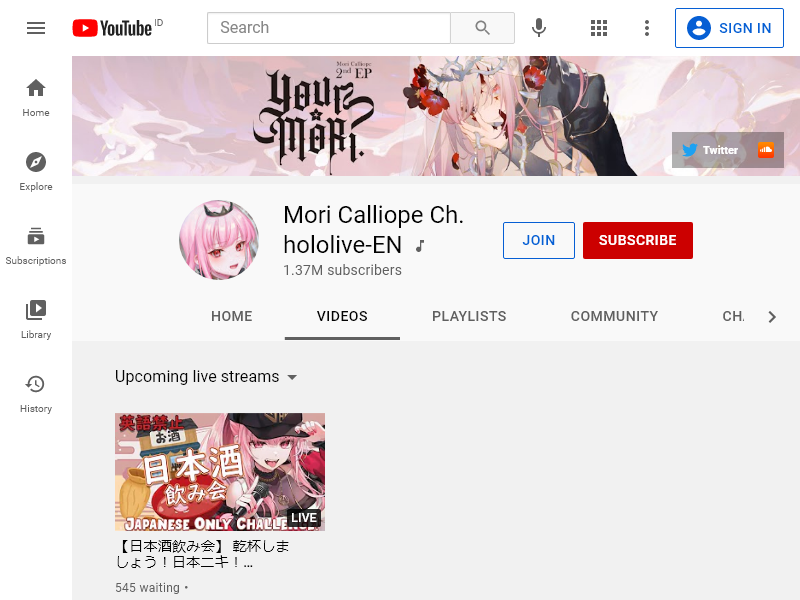 YouTube ID
Search
SIGN IN
Home
Explore
Subscriptions
Library
History
Mori Calliope
2nd EP
Your
Mori.
Twitter
Mori Calliope Ch.
hololive-EN
1.37M subscribers
JOIN
SUBSCRIBE
HOME
VIDEOS
PLAYLISTS
COMMUNITY
CHA
Upcoming live streams
英語禁止
お酒
日本酒
飲み会
JAPANESE ONLY CHALLENGE
LIVE
【日本酒飲み会】 乾杯しま
しょう！日本ニキ！...
545 waiting •